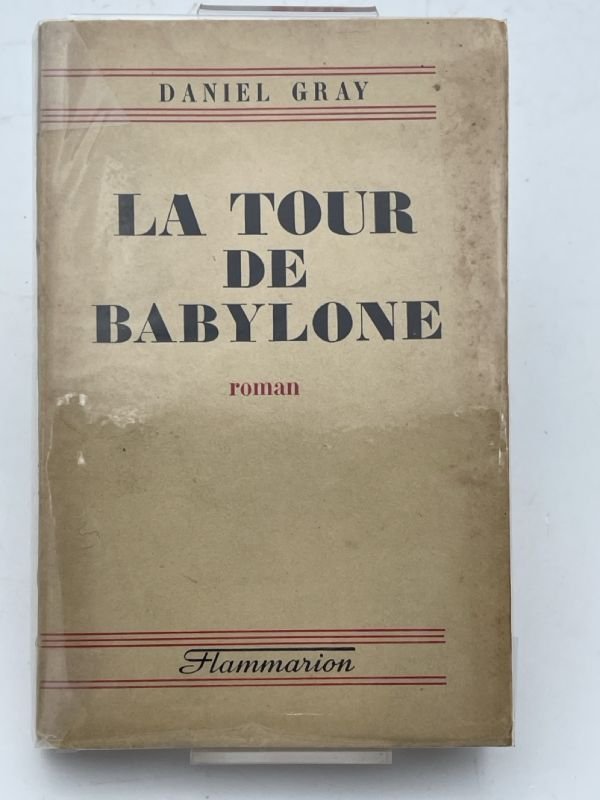 DANIEL GRAY
LA TOUR
DE
BABYLONE
roman
Flammarion